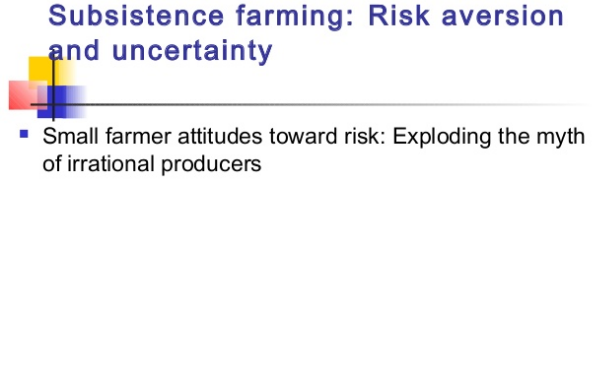 Subsistence farming: Risk aversion
and uncertainty
Small farmer attitudes toward risk: Exploding the myth
of irrational producers